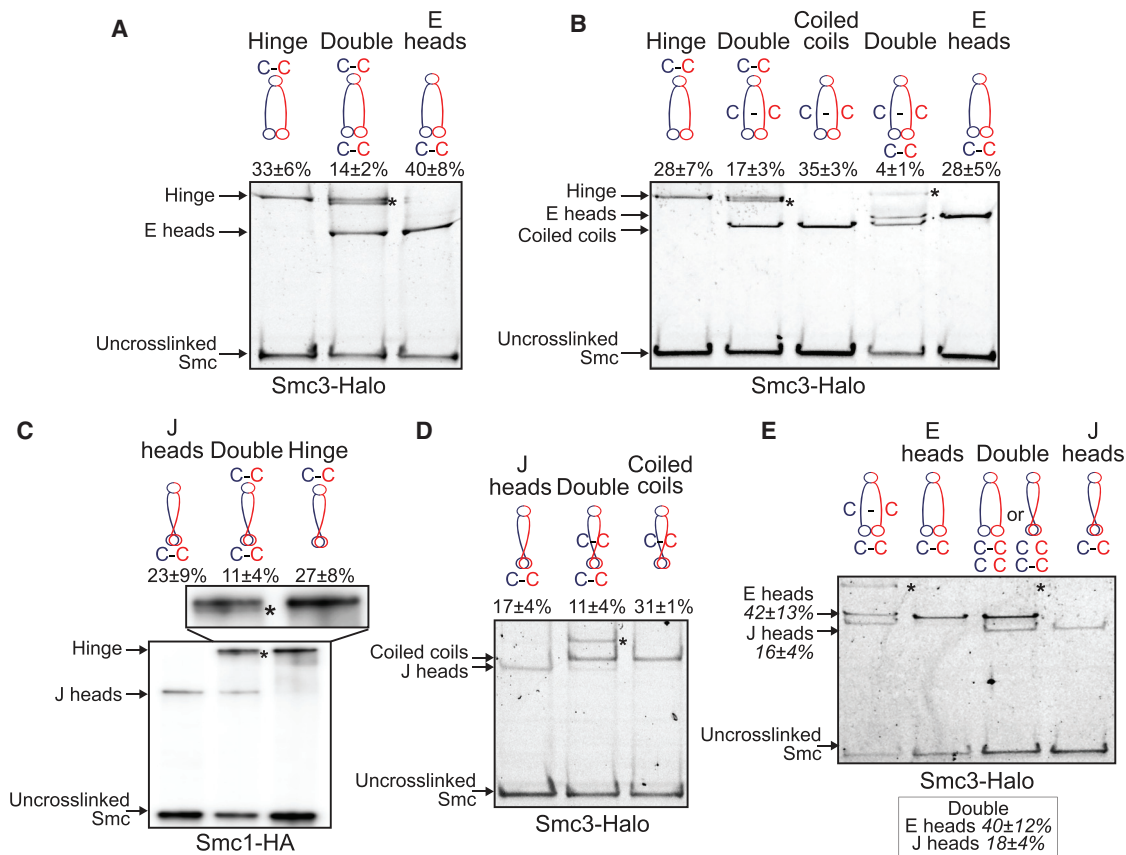 A
Hinge Double E heads
C-C C-C
C-C C-C
33±6% 14±2% 40±8%
Hinge
*
E heads
Uncrosslinked Smc
Smc3-Halo
B
Hinge Double Coiled coils Double E heads
C-C C-C
C - C C - C C - C
C-C C-C
28±7% 17±3% 35±3% 4±1% 28±5%
Hinge
*
*
E heads
Coiled coils
Uncrosslinked Smc
Smc3-Halo
C
J heads Double Hinge
C-C C-C
C-C C-C
23±9% 11±4% 27±8%
*
Hinge
*
J heads
Uncrosslinked Smc
Smc1-HA
D
J heads Double Coiled coils
C-C C-C
C-C C-C
17±4% 11±4% 31±1%
*
Coiled coils
J heads
Uncrosslinked Smc
Smc3-Halo
E
E heads Double J heads
C - C
or
C-C C-C C-C C-C C-C
C-C C-C
* *
E heads
42±13%
J heads
16±4%
Uncrosslinked Smc
Smc3-Halo
Double
E heads 40±12%
J heads 18±4%